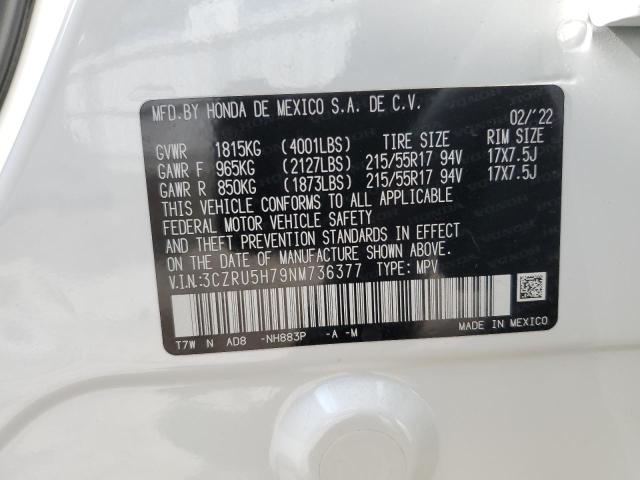 MFD.BY HONDA DE MEXICO S.A. DE C.V.
02/'22
GVWR 1815KG (4001LBS) TIRE SIZE RIM SIZE
GAWR F 965KG (2127LBS) 215/55R17 94V 17X7.5J
GAWR R 850KG (1873LBS) 215/55R17 94V 17X7.5J
THIS VEHICLE CONFORMS TO ALL APPLICABLE
FEDERAL MOTOR VEHICLE SAFETY
AND THEFT PREVENTION STANDARDS IN EFFECT
ON THE DATE OF MANUFACTURE SHOWN ABOVE.
V.I.N:3CZRU5H79NM736377 TYPE: MPV
MADE IN MEXICO
T7W N AD8 -NH883P -A -M